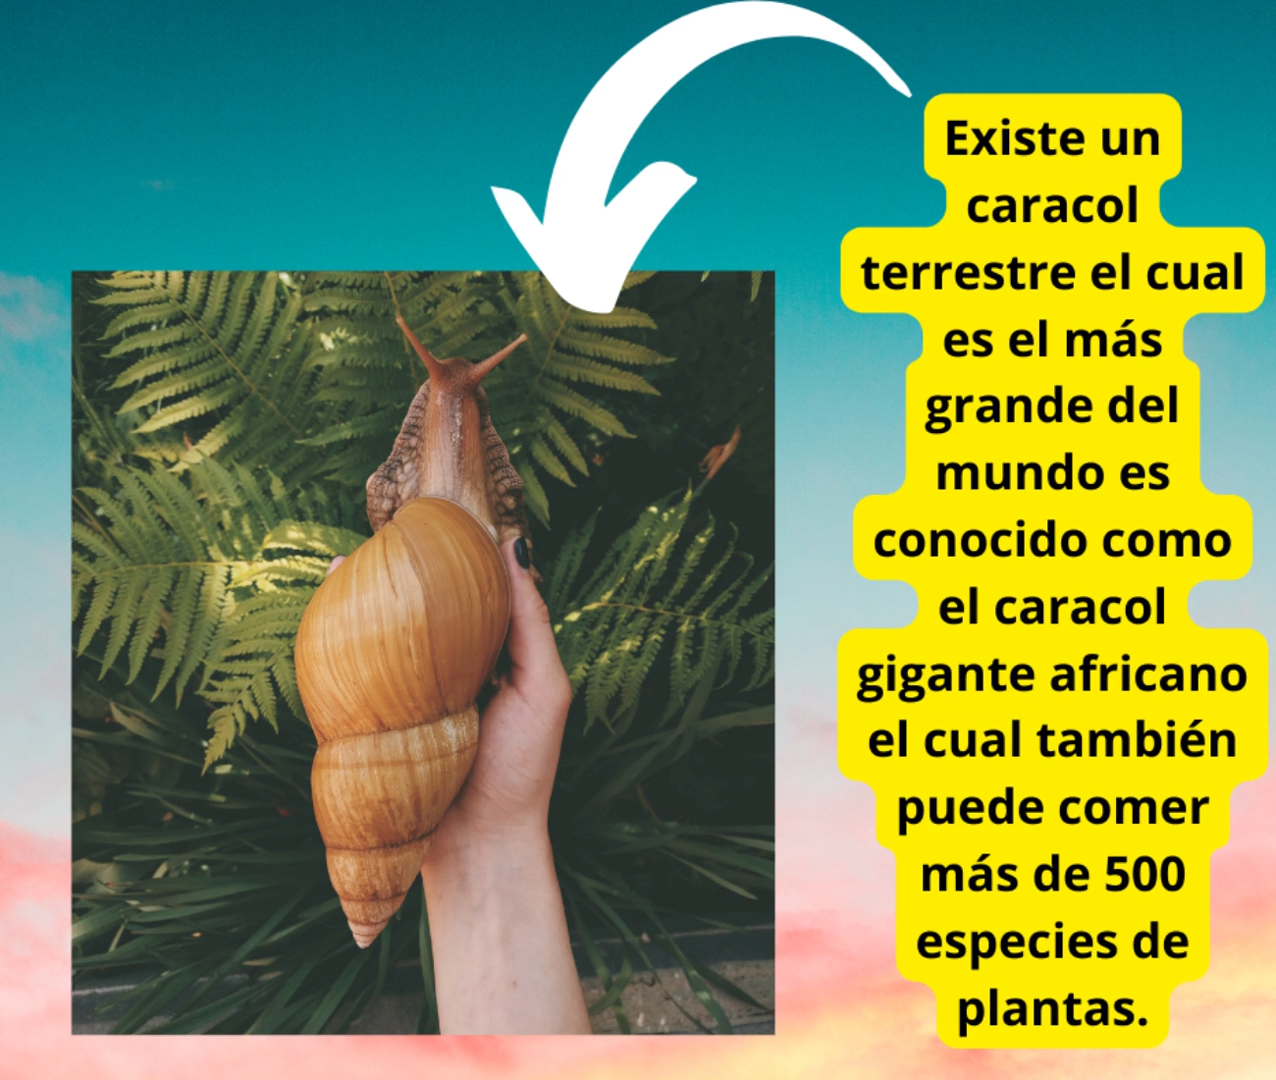 Existe un
caracol
terrestre el cual
es el más
grande del
mundo es
conocido como
el caracol
gigante africano
el cual también
puede comer
más de 500
especies de
plantas.